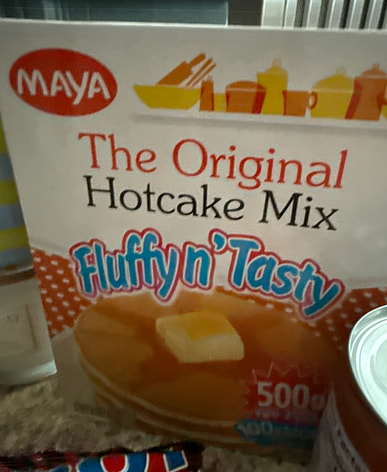 MAYA
The Original
Hotcake Mix
Fluffy n' Tasty
500g